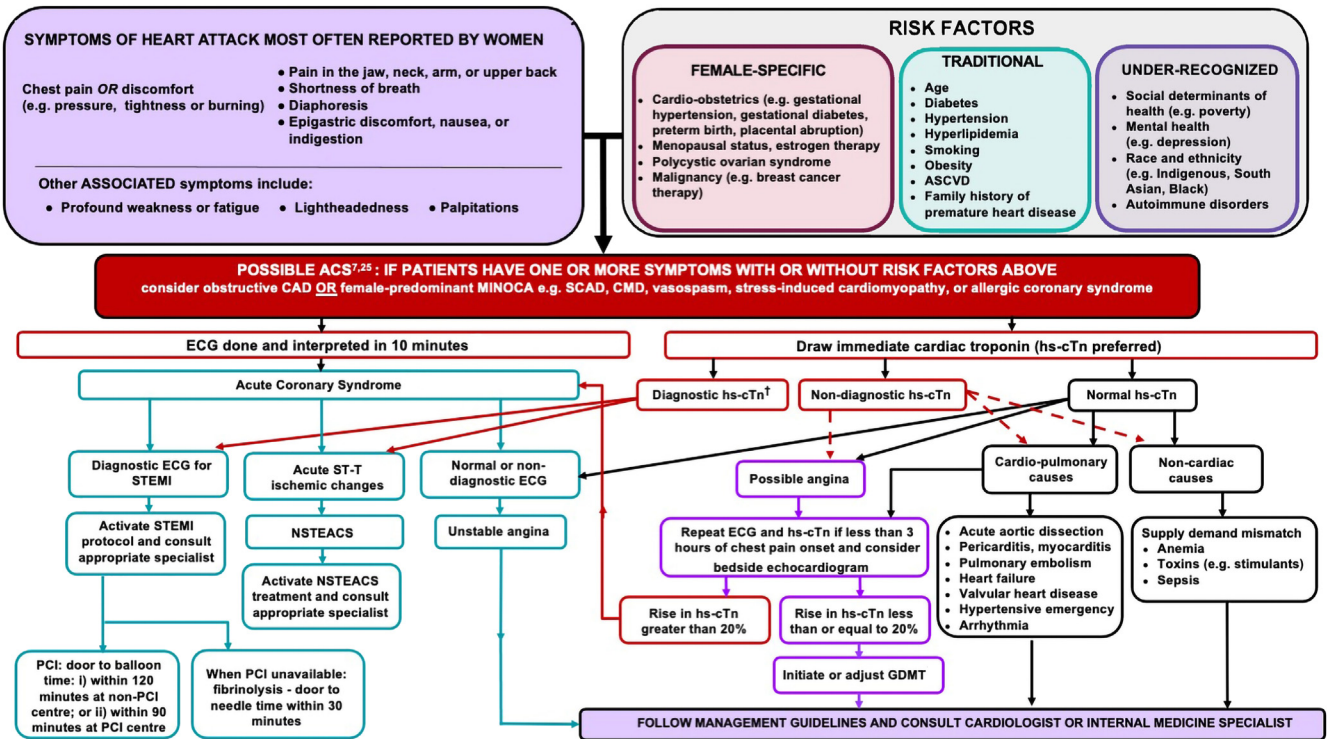 SYMPTOMS OF HEART ATTACK MOST OFTEN REPORTED BY WOMEN
Chest pain OR discomfort
(e.g. pressure, tightness or burning)
● Pain in the jaw, neck, arm, or upper back
● Shortness of breath
● Diaphoresis
● Epigastric discomfort, nausea, or
indigestion
Other ASSOCIATED symptoms include:
● Profound weakness or fatigue ● Lightheadedness ● Palpitations
RISK FACTORS
FEMALE-SPECIFIC
• Cardio-obstetrics (e.g. gestational
hypertension, gestational diabetes,
preterm birth, placental abruption)
• Menopausal status, estrogen therapy
• Polycystic ovarian syndrome
• Malignancy (e.g. breast cancer
therapy)
TRADITIONAL
• Age
• Diabetes
• Hypertension
• Hyperlipidemia
• Smoking
• Obesity
• ASCVD
• Family history of
premature heart disease
UNDER-RECOGNIZED
• Social determinants of
health (e.g. poverty)
• Mental health
(e.g. depression)
• Race and ethnicity
(e.g. Indigenous, South
Asian, Black)
• Autoimmune disorders
POSSIBLE ACS7,25 : IF PATIENTS HAVE ONE OR MORE SYMPTOMS WITH OR WITHOUT RISK FACTORS ABOVE
consider obstructive CAD OR female-predominant MINOCA e.g. SCAD, CMD, vasospasm, stress-induced cardiomyopathy, or allergic coronary syndrome
ECG done and interpreted in 10 minutes
Draw immediate cardiac troponin (hs-cTn preferred)
Acute Coronary Syndrome
Diagnostic hs-cTn†
Non-diagnostic hs-cTn
Normal hs-cTn
Diagnostic ECG for
STEMI
Acute ST-T
ischemic changes
Normal or non-
diagnostic ECG
Possible angina
Cardio-pulmonary
causes
Non-cardiac
causes
Activate STEMI
protocol and consult
appropriate specialist
NSTEACS
Unstable angina
Repeat ECG and hs-cTn if less than 3
hours of chest pain onset and consider
bedside echocardiogram
• Acute aortic dissection
• Pericarditis, myocarditis
• Pulmonary embolism
• Heart failure
• Valvular heart disease
• Hypertensive emergency
• Arrhythmia
Supply demand mismatch
• Anemia
• Toxins (e.g. stimulants)
• Sepsis
Activate NSTEACS
treatment and consult
appropriate specialist
Rise in hs-cTn
greater than 20%
Rise in hs-cTn less
than or equal to 20%
PCI: door to balloon
time: i) within 120
minutes at non-PCI
centre; or ii) within 90
minutes at PCI centre
When PCI unavailable:
fibrinolysis - door to
needle time within 30
minutes
Initiate or adjust GDMT
FOLLOW MANAGEMENT GUIDELINES AND CONSULT CARDIOLOGIST OR INTERNAL MEDICINE SPECIALIST